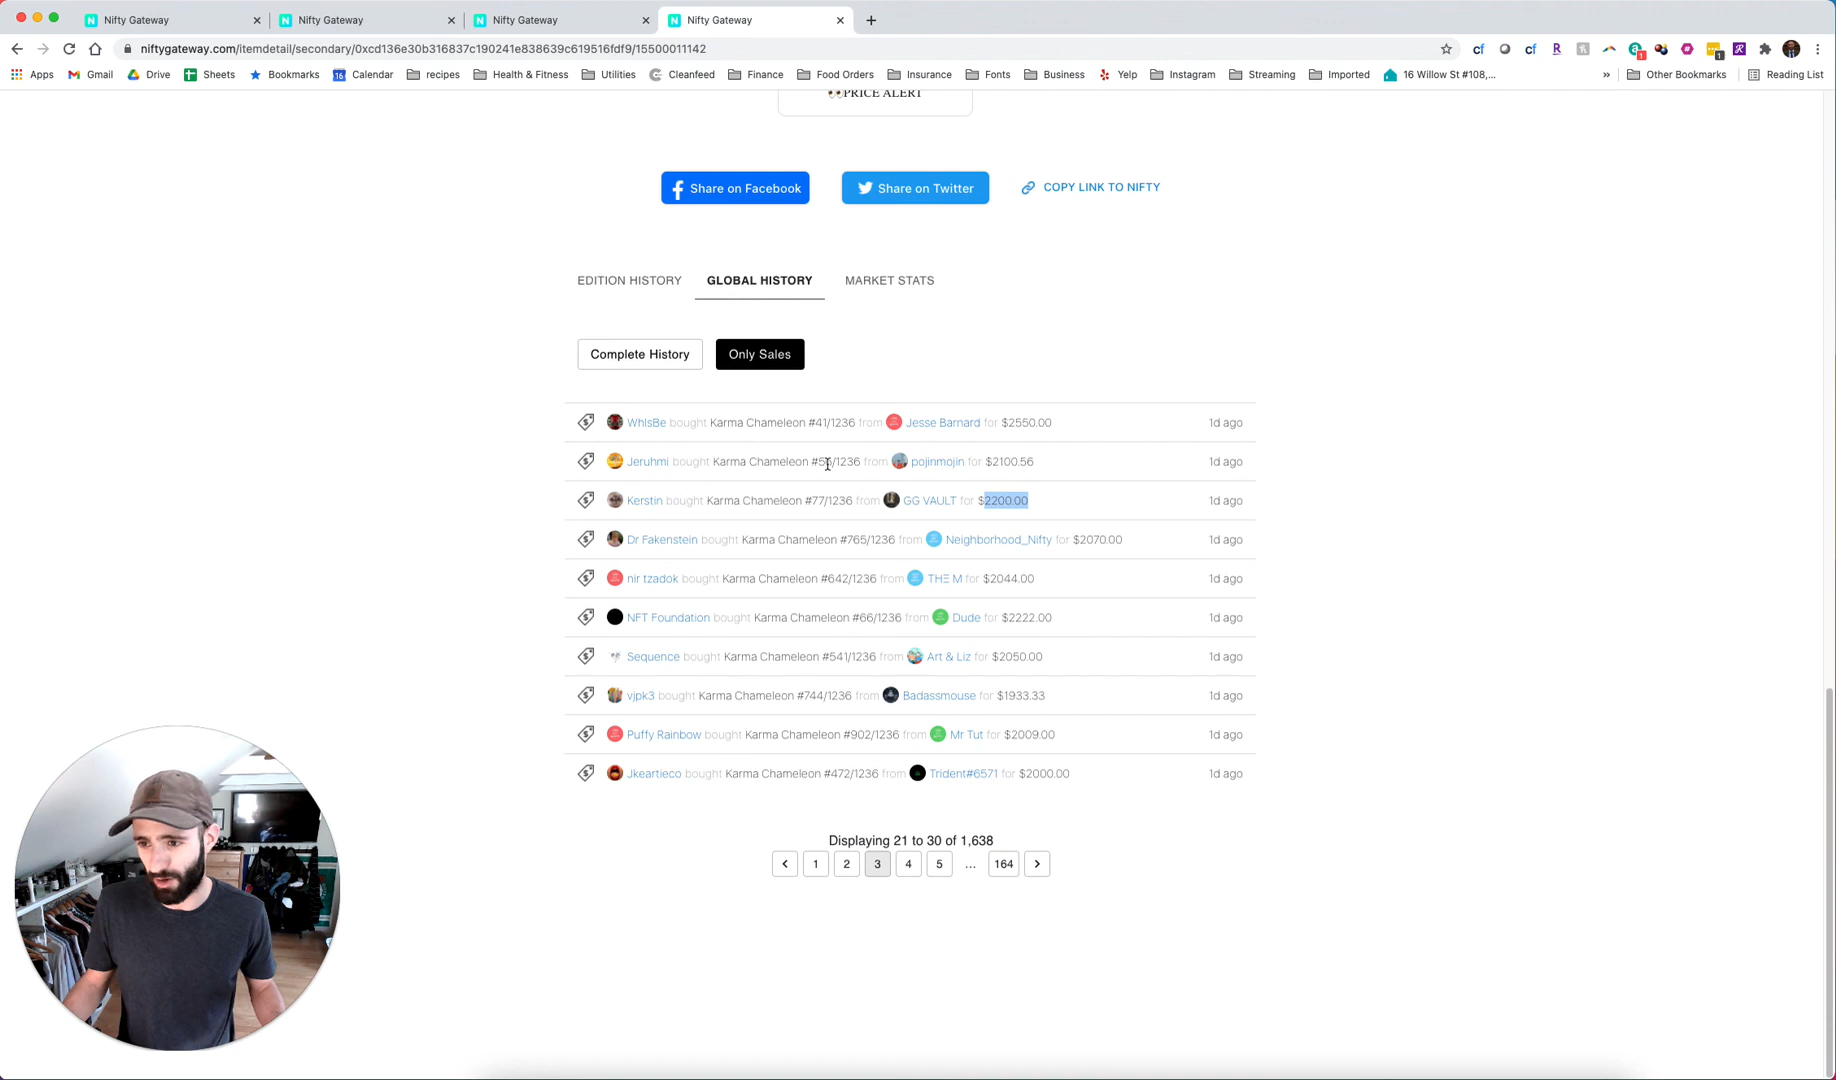 Nifty Gateway
Nifty Gateway
Nifty Gateway
Nifty Gateway
niftygateway.com/itemdetail/secondary/0xcd136e30b316837c190241e838639c619516fdf9/15500011142
Apps Gmail Drive Sheets Bookmarks 16 Calendar recipes Health & Fitness Utilities Cleanfeed Finance Food Orders Insurance Fonts Business Yelp Instagram Streaming Imported 16 Willow St #108,... » Other Bookmarks Reading List
PRICE ALERT
Share on Facebook Share on Twitter COPY LINK TO NIFTY
EDITION HISTORY GLOBAL HISTORY MARKET STATS
Complete History Only Sales
WhIsBe bought Karma Chameleon #41/1236 from Jesse Barnard for $2550.00 1d ago
Jeruhmi bought Karma Chameleon /1236 from pojinmojin for $2100.56 1d ago
Kerstin bought Karma Chameleon #77/1236 from GG VAULT for $2200.00 1d ago
Dr Fakenstein bought Karma Chameleon #765/1236 from Neighborhood_Nifty for $2070.00 1d ago
nir tzadok bought Karma Chameleon #642/1236 from THΞ M for $2044.00 1d ago
NFT Foundation bought Karma Chameleon #66/1236 from Dude for $2222.00 1d ago
Sequence bought Karma Chameleon #541/1236 from Art & Liz for $2050.00 1d ago
vjpk3 bought Karma Chameleon #744/1236 from Badassmouse for $1933.33 1d ago
Puffy Rainbow bought Karma Chameleon #902/1236 from Mr Tut for $2009.00 1d ago
Jkeartieco bought Karma Chameleon #472/1236 from Trident#6571 for $2000.00 1d ago
Displaying 21 to 30 of 1,638
< 1 2 3 4 5 ... 164 >